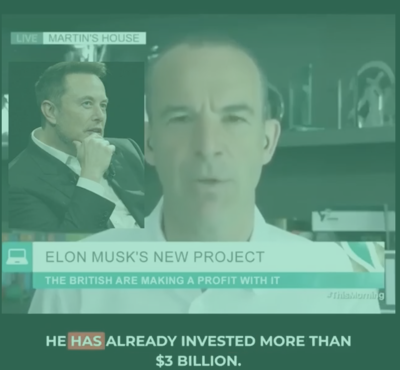 LIVE MARTIN'S HOUSE
ELON MUSK'S NEW PROJECT
THE BRITISH ARE MAKING A PROFIT WITH IT
#ThisMorning
HE HAS ALREADY INVESTED MORE THAN
$3 BILLION.